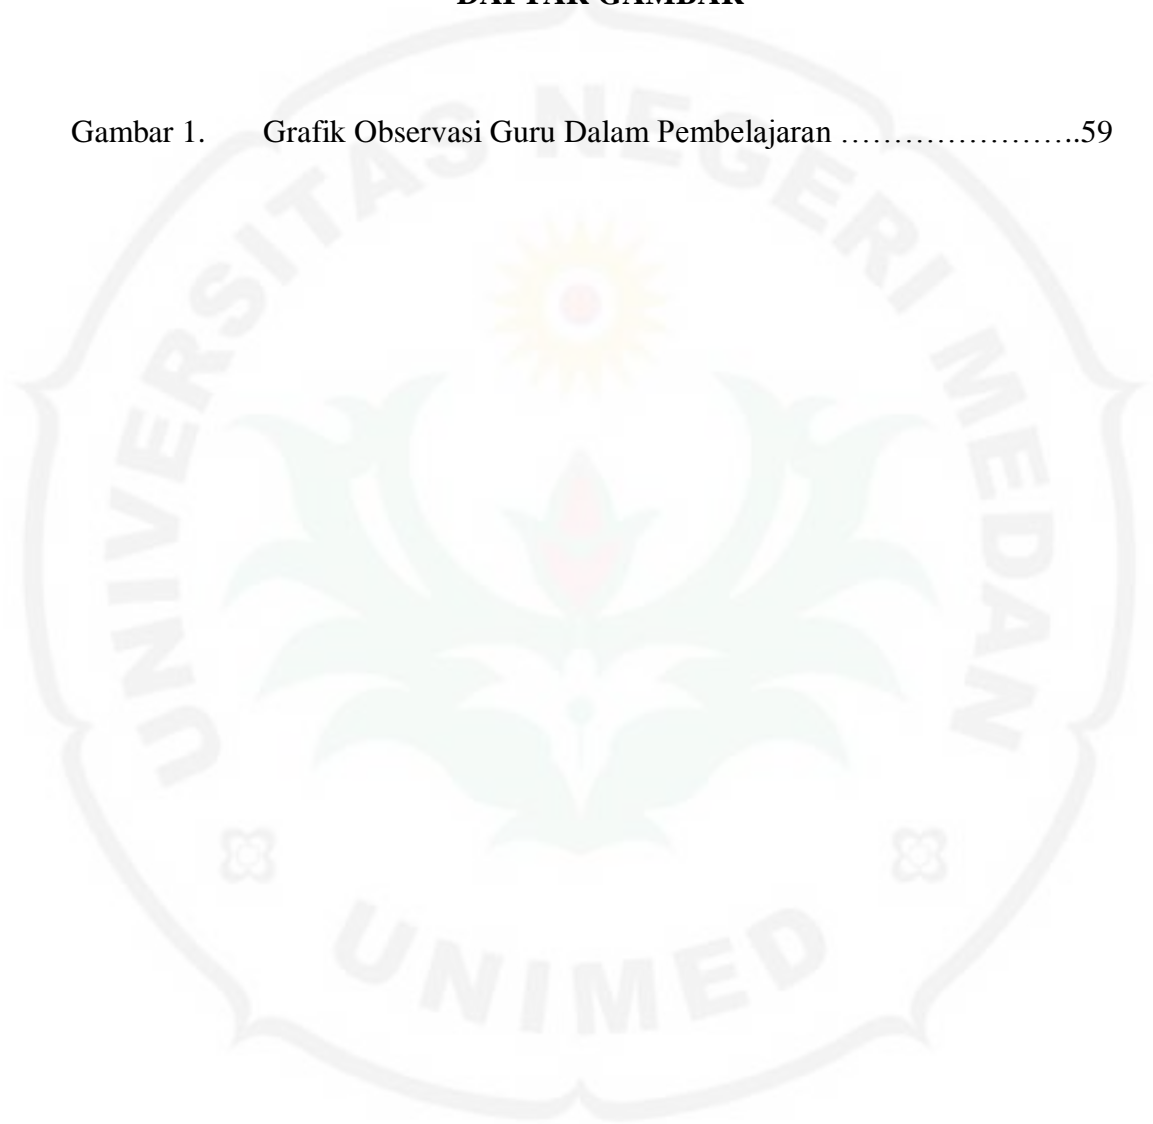 DAFTAR GAMBAR
Gambar 1. Grafik Observasi Guru Dalam Pembelajaran …………………..59
UNIVERSITAS NEGERI MEDAN
UNIMED